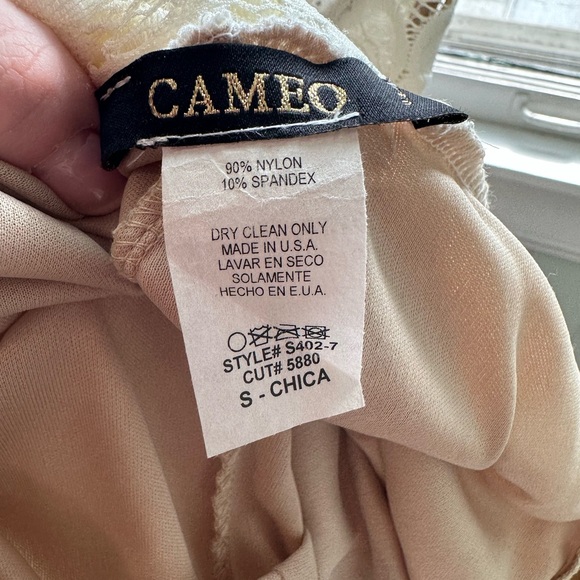 CAMEO
90% NYLON
10% SPANDEX
DRY CLEAN ONLY
MADE IN U.S.A.
LAVAR EN SECO
SOLAMENTE
HECHO EN E.U.A.
STYLE# S402-7
CUT# 5880
S - CHICA